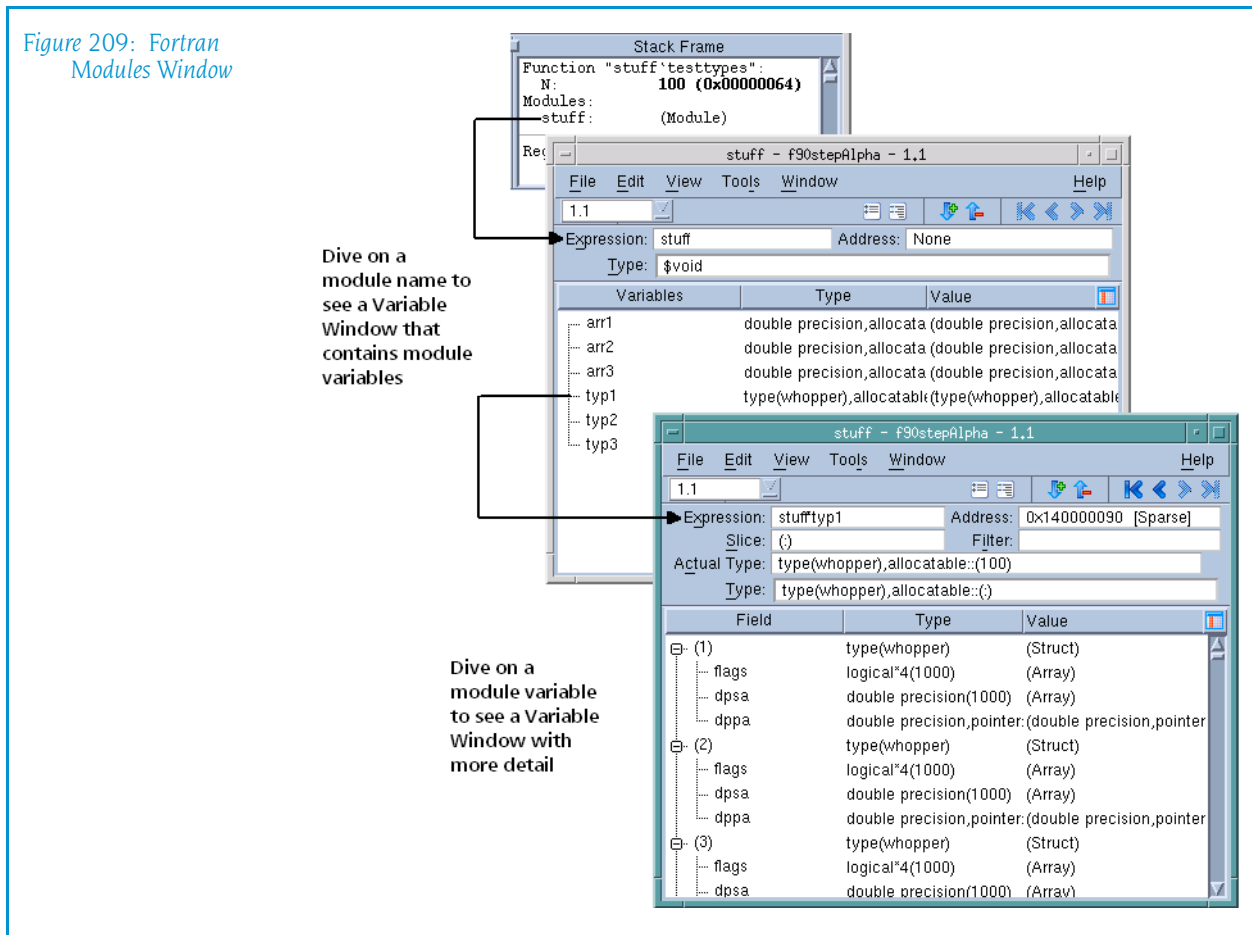 Figure 209: Fortran
Modules Window
Stack Frame
Function "stuff`testtypes":
N: 100 (0x00000064)
Modules:
stuff: (Module)
Reg
stuff - f90stepAlpha - 1.1
File Edit View Tools Window Help
1.1
Expression: stuff Address: None
Type: $void
Variables Type Value
arr1 double precision,allocata (double precision,allocata
arr2 double precision,allocata (double precision,allocata
arr3 double precision,allocata (double precision,allocata
typ1 type(whopper),allocatabl (type(whopper),allocatable
typ2
typ3
Dive on a
module name to
see a Variable
Window that
contains module
variables
stuff - f90stepAlpha - 1.1
File Edit View Tools Window Help
1.1
Expression: stuff`typ1 Address: 0x140000090 [Sparse]
Slice: (:) Filter:
Actual Type: type(whopper),allocatable::(100)
Type: type(whopper),allocatable::(:)
Field Type Value
(1) type(whopper) (Struct)
flags logical*4(1000) (Array)
dpsa double precision(1000) (Array)
dppa double precision,pointer: (double precision,pointer
(2) type(whopper) (Struct)
flags logical*4(1000) (Array)
dpsa double precision(1000) (Array)
dppa double precision,pointer: (double precision,pointer
(3) type(whopper) (Struct)
flags logical*4(1000) (Array)
dpsa double precision(1000) (Array)
Dive on a
module variable
to see a Variable
Window with
more detail